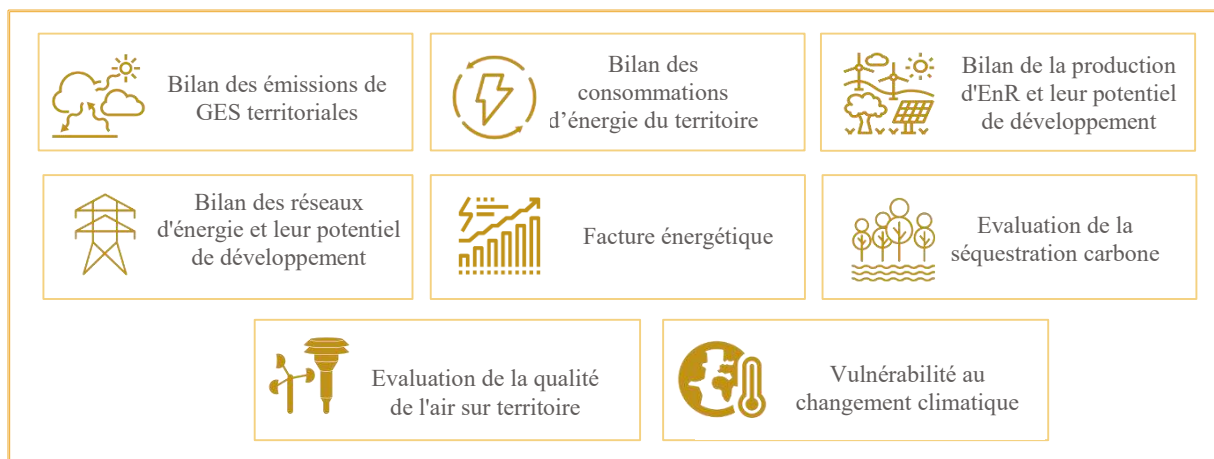 Bilan des émissions de
GES territoriales
Bilan des
consommations
d’énergie du territoire
Bilan de la production
d'EnR et leur potentiel
de développement
Bilan des réseaux
d'énergie et leur potentiel
de développement
Facture énergétique
Evaluation de la
séquestration carbone
Evaluation de la qualité
de l'air sur territoire
Vulnérabilité au
changement climatique